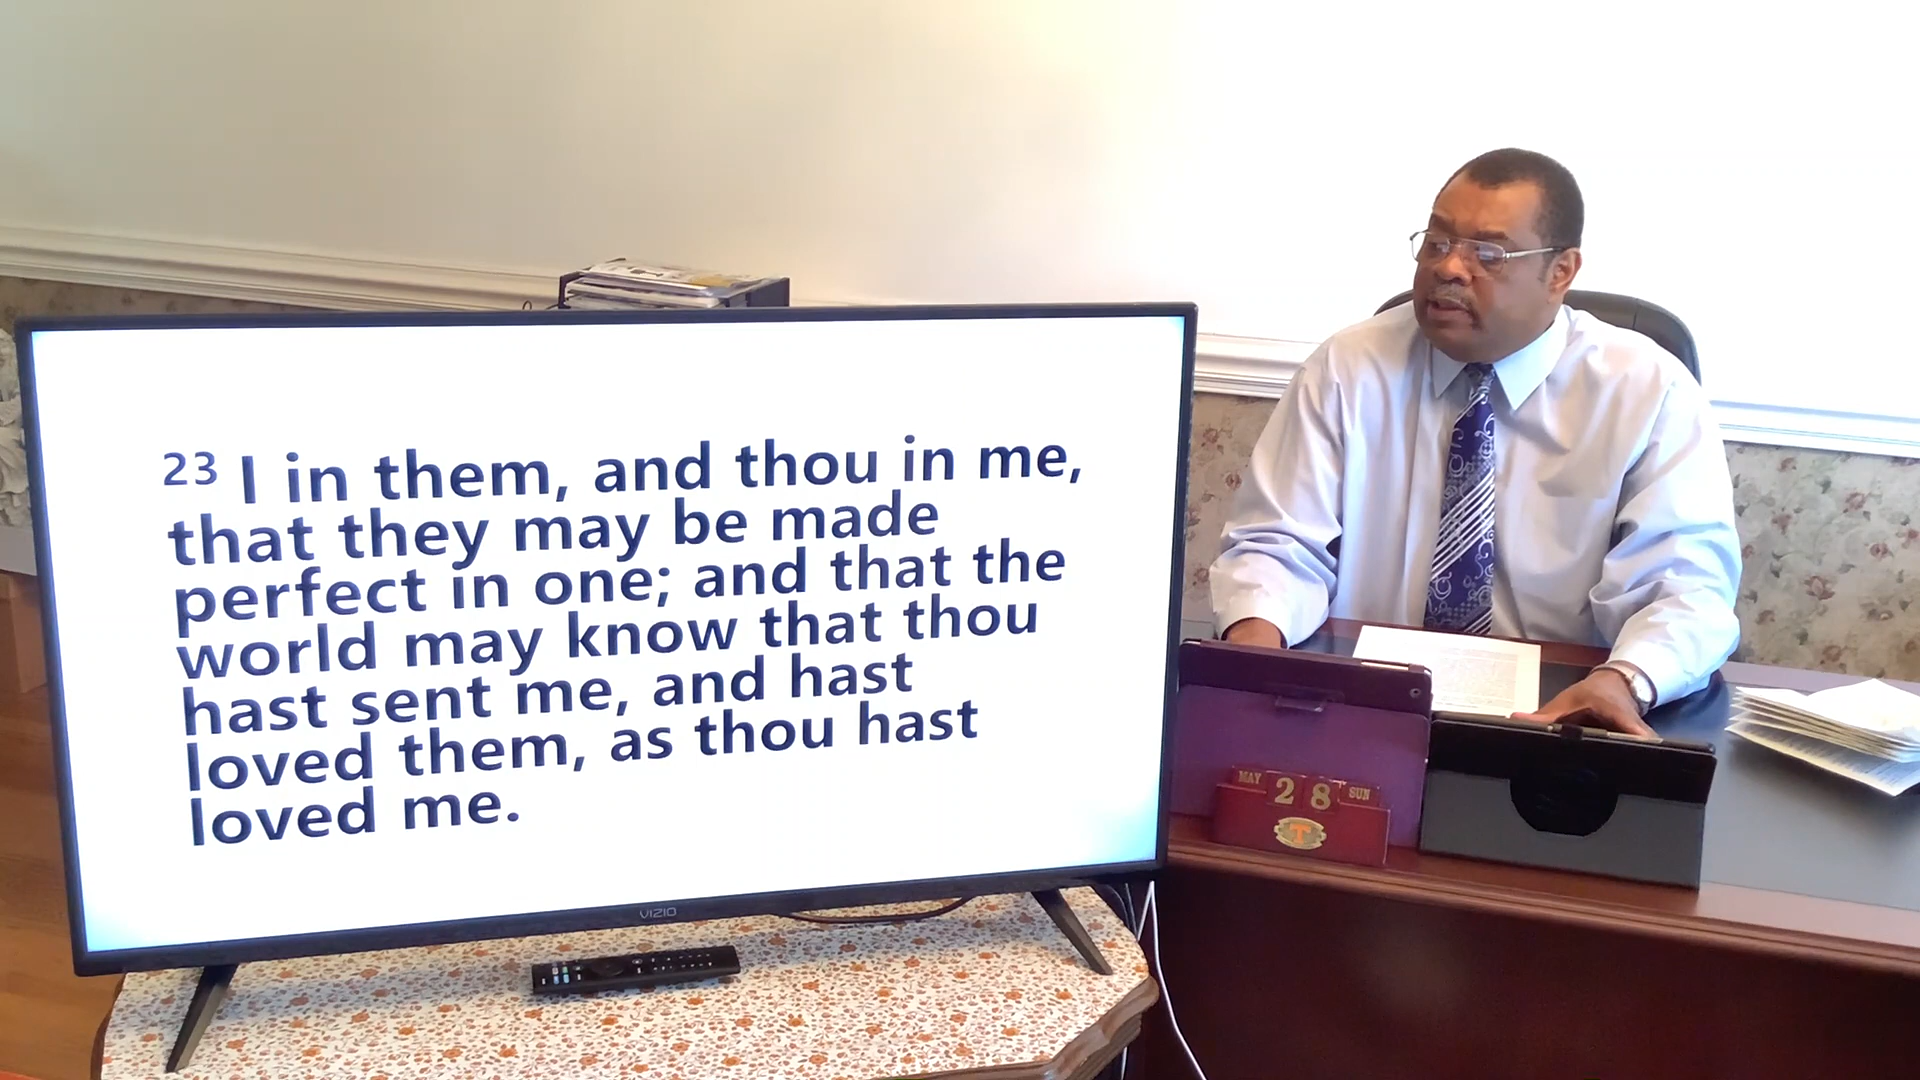 23 I in them, and thou in me,
that they may be made
perfect in one; and that the
world may know that thou
hast sent me, and hast
loved them, as thou hast
loved me.
VIZIO
MAY 28 SUN
T